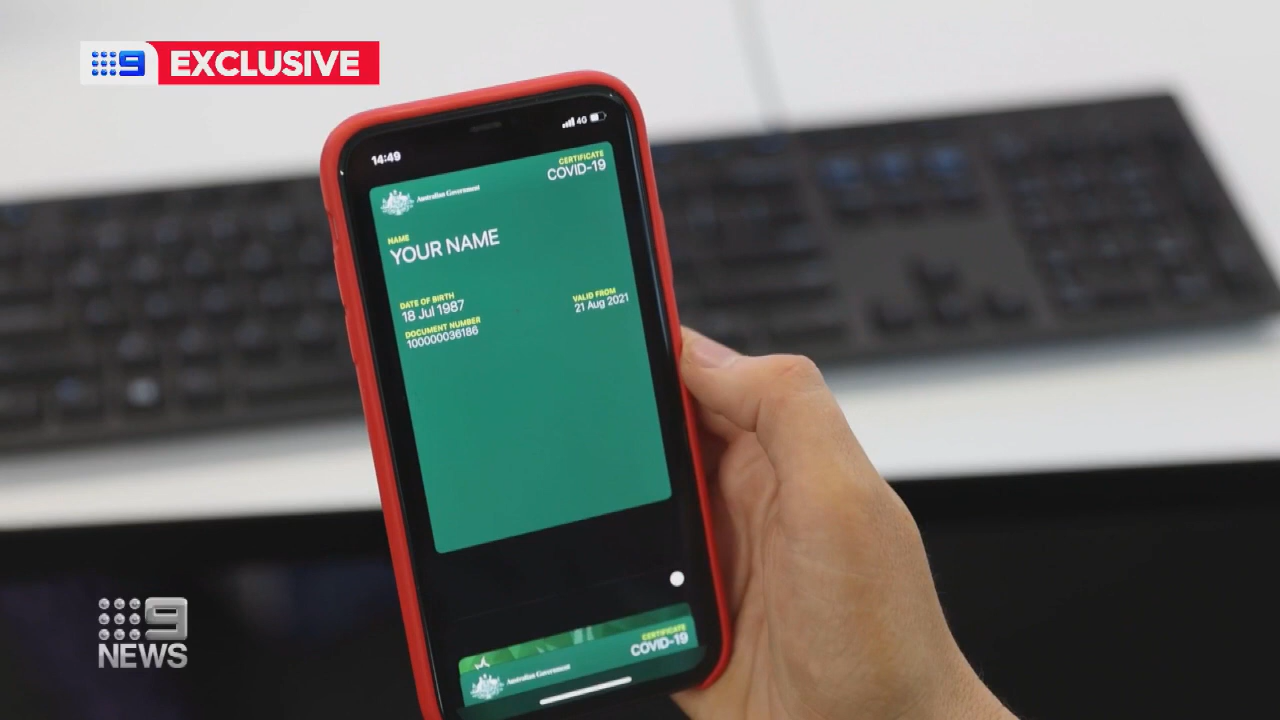 9 EXCLUSIVE
14:49
4G
Australian Government
CERTIFICATE
COVID-19
NAME
YOUR NAME
DATE OF BIRTH
18 Jul 1987
VALID FROM
21 Aug 2021
DOCUMENT NUMBER
100000036186
CERTIFICATE
COVID-19
Australian Government
9
NEWS